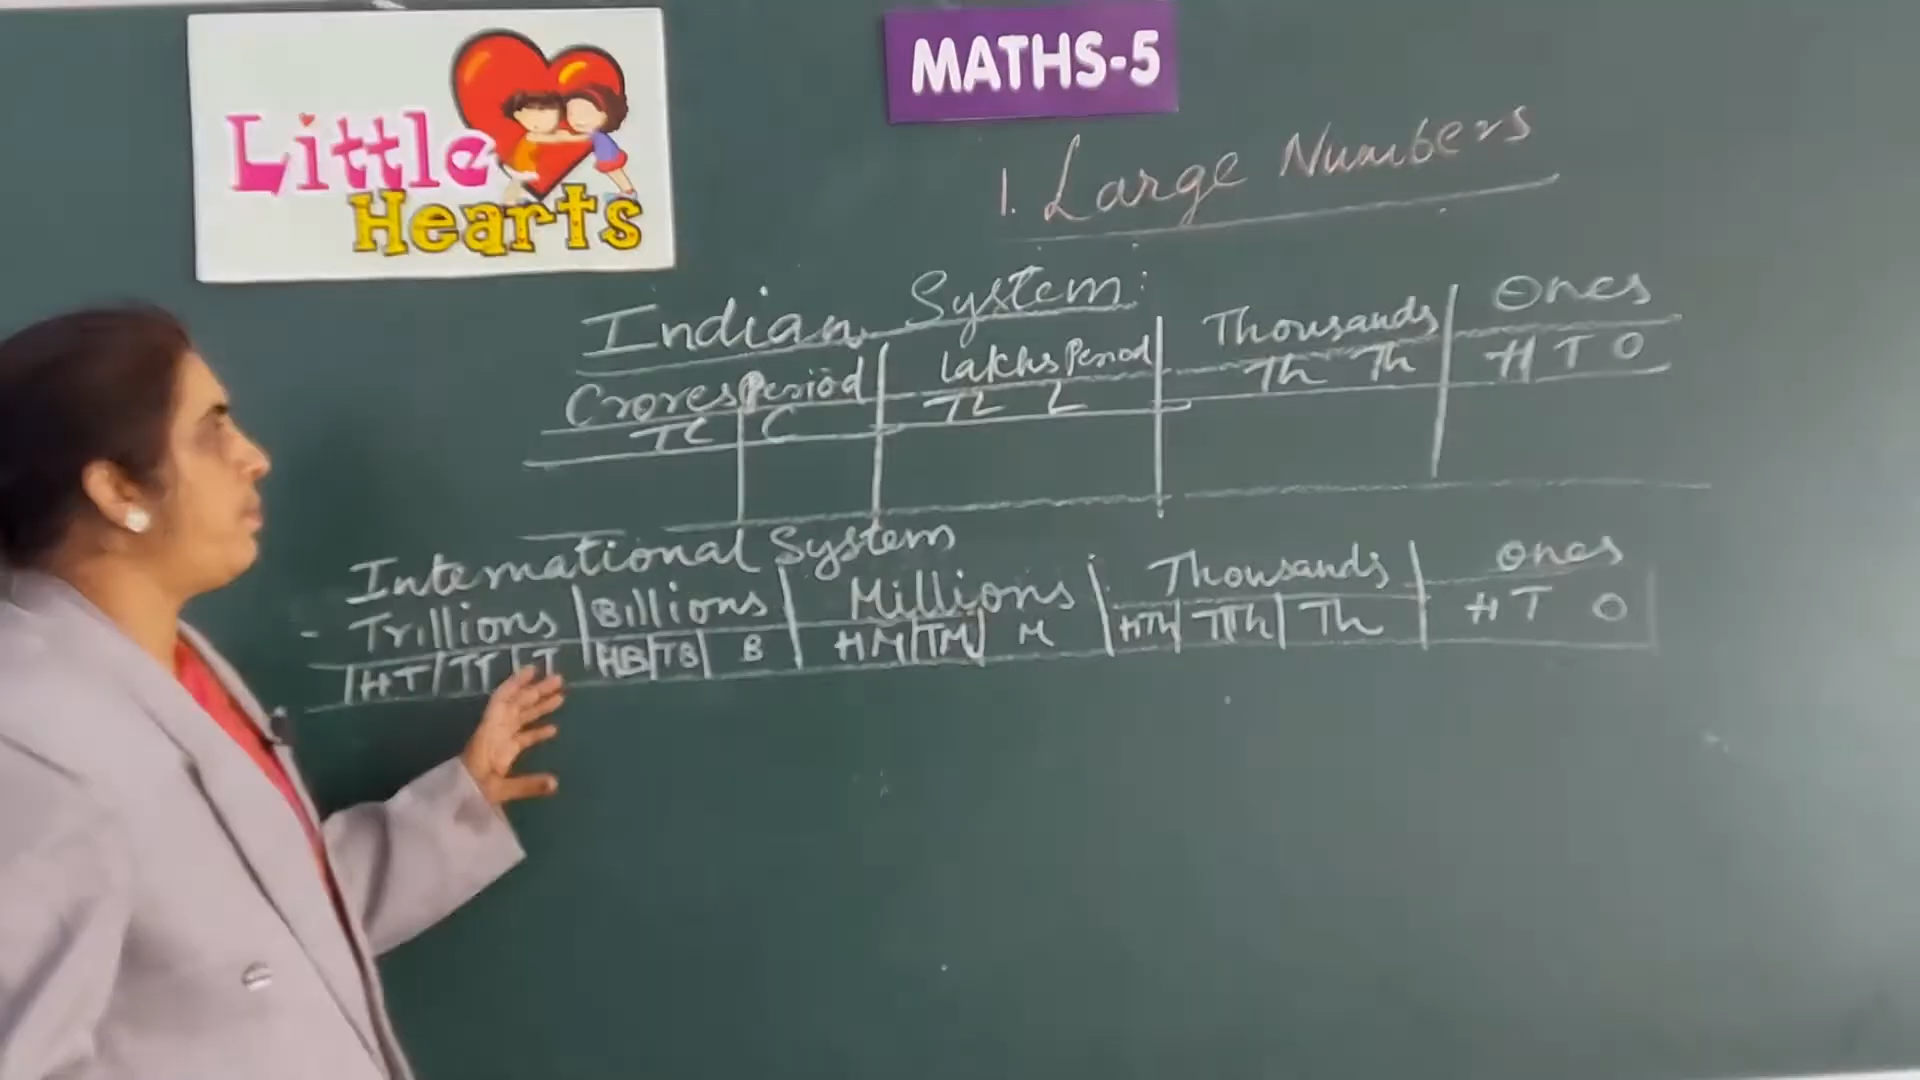 Little
Hearts
MATHS-5
1. Large Numbers
Indian System:
Crores Period Lakhs Period Thousands Ones
TC C TL L Th Th H T O
International System
Trillions Billions Millions Thousands Ones
HT TT T HB TB B HM TM M HTh TTh Th H T O